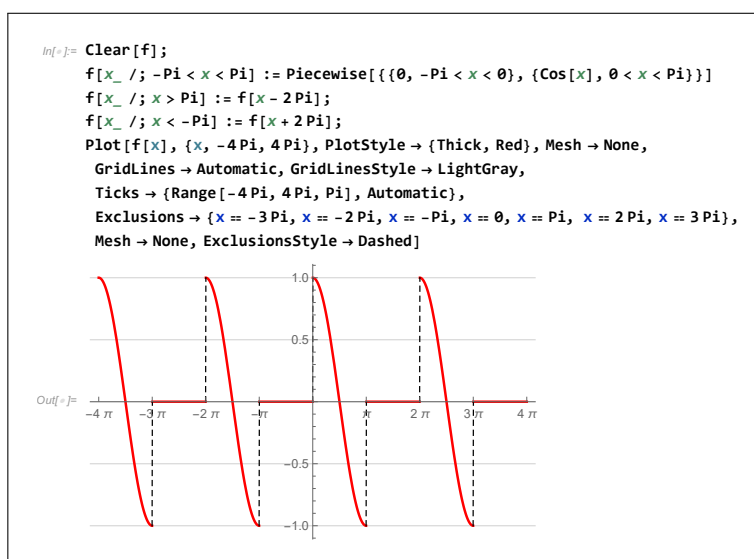 In[∘]:= Clear[f];
f[x_ /; -Pi < x < Pi] := Piecewise[{{0, -Pi < x < 0}, {Cos[x], 0 < x < Pi}}]
f[x_ /; x > Pi] := f[x - 2 Pi];
f[x_ /; x < -Pi] := f[x + 2 Pi];
Plot[f[x], {x, -4 Pi, 4 Pi}, PlotStyle → {Thick, Red}, Mesh → None,
GridLines → Automatic, GridLinesStyle → LightGray,
Ticks → {Range[-4 Pi, 4 Pi, Pi], Automatic},
Exclusions → {x == -3 Pi, x == -2 Pi, x == -Pi, x == 0, x == Pi, x == 2 Pi, x == 3 Pi},
Mesh → None, ExclusionsStyle → Dashed]
1.0
0.5
Out[∘]=
-4 π -3 π -2 π -π π 2 π 3 π 4 π
-0.5
-1.0